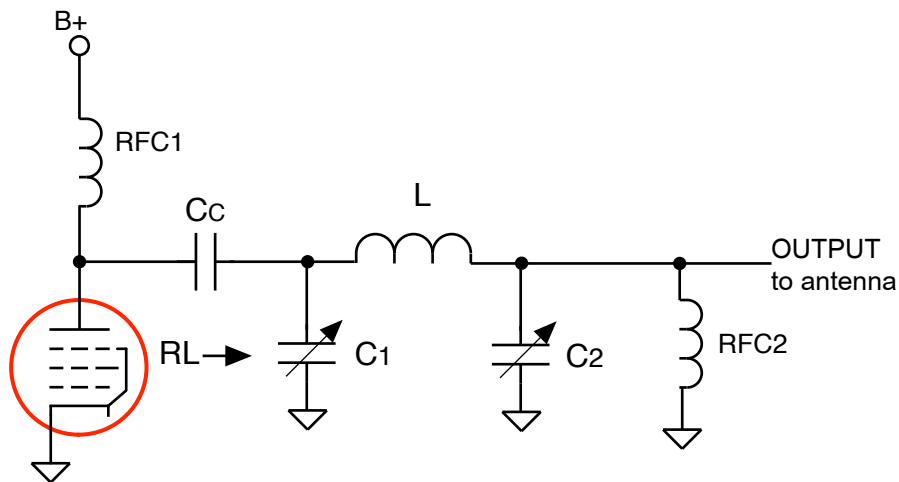 B+
RFC1
CC
L
OUTPUT
to antenna
RL
C1
C2
RFC2